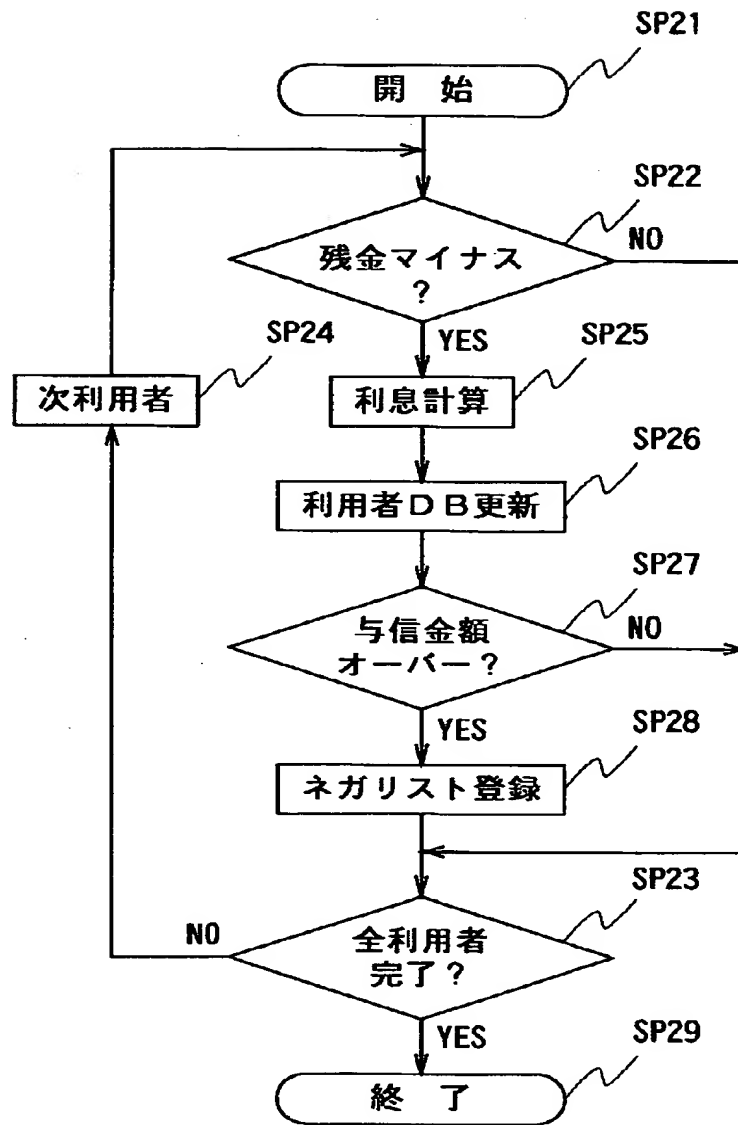 SP21
開 始
SP22
残金マイナス
?
NO
YES
SP24
次利用者
SP25
利息計算
SP26
利用者DB更新
SP27
与信金額
オーバー?
NO
YES
SP28
ネガリスト登録
SP23
全利用者
完了?
NO
YES
SP29
終 了